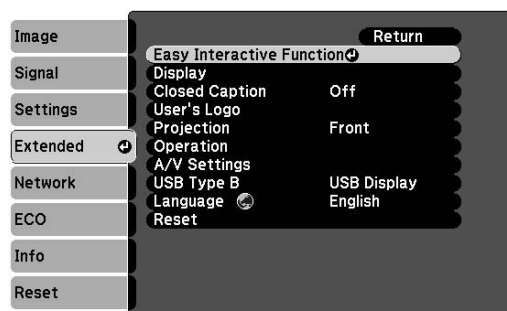 Image
Signal
Settings
Extended
Network
ECO
Info
Reset
Return
Easy Interactive Function
Display
Closed Caption Off
User's Logo
Projection Front
Operation
A/V Settings
USB Type B USB Display
Language English
Reset